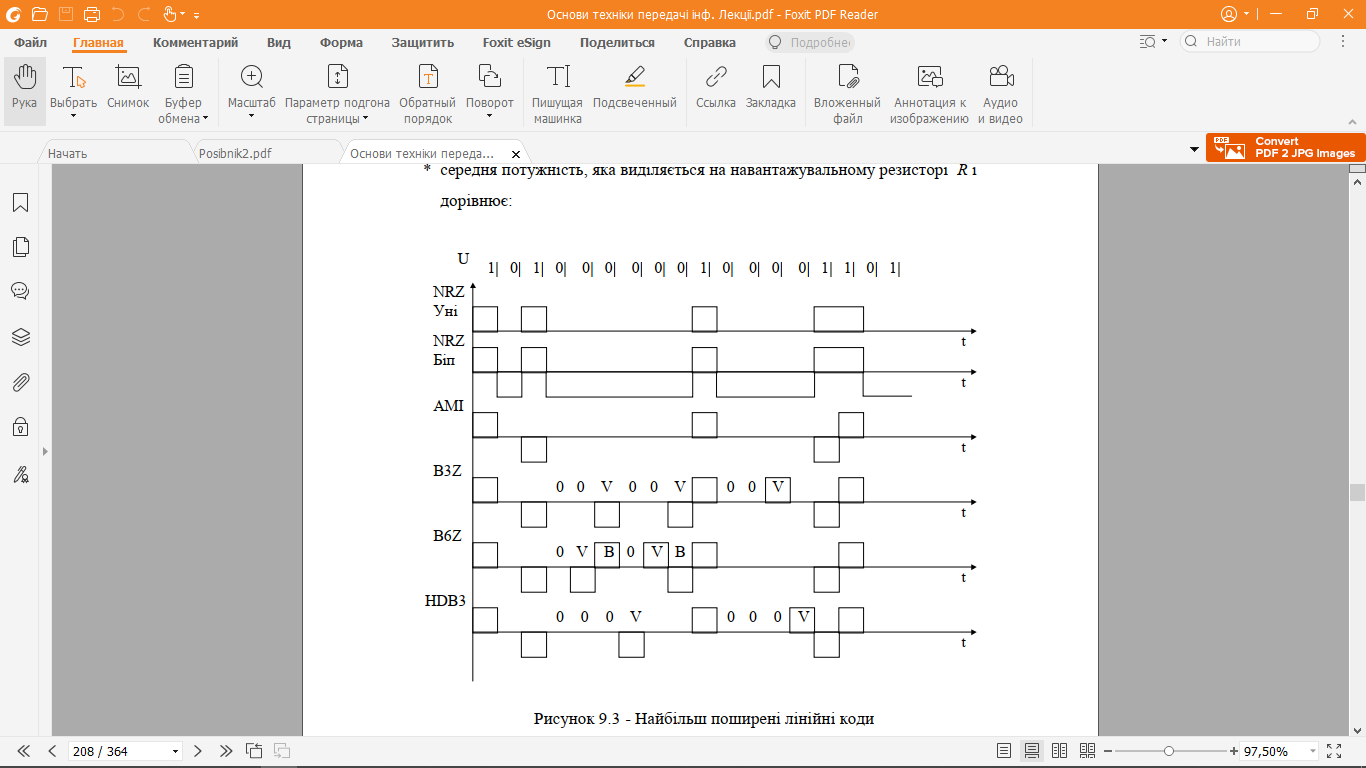 Основи техніки передачі інф. Лекції.pdf - Foxit PDF Reader
Файл Главная Комментарий Вид Форма Защитить Foxit eSign Поделиться Справка Подробнее Найти
Рука Выбрать Снимок Буфер обмена Масштаб Параметр подгона страницы Обратный порядок Поворот Пишущая машинка Подсвеченный Ссылка Закладка Вложенный файл Аннотация к изображению Аудио и видео
Начать Posibnik2.pdf Основи техніки переда...
Convert
PDF 2 JPG Images
* середня потужність, яка виділяється на навантажувальному резисторі R і
дорівнює:
U
1| 0| 1| 0| 0| 0| 0| 0| 0| 1| 0| 0| 0| 0| 1| 1| 0| 1|
NRZ
Уні
t
NRZ
Біп
t
AMI
t
B3Z
0 0 V 0 0 V 0 0 V
t
B6Z
0 V B 0 V B
t
HDB3
0 0 0 V 0 0 0 V
t
Рисунок 9.3 - Найбільш поширені лінійні коди
208 / 364 97,50%